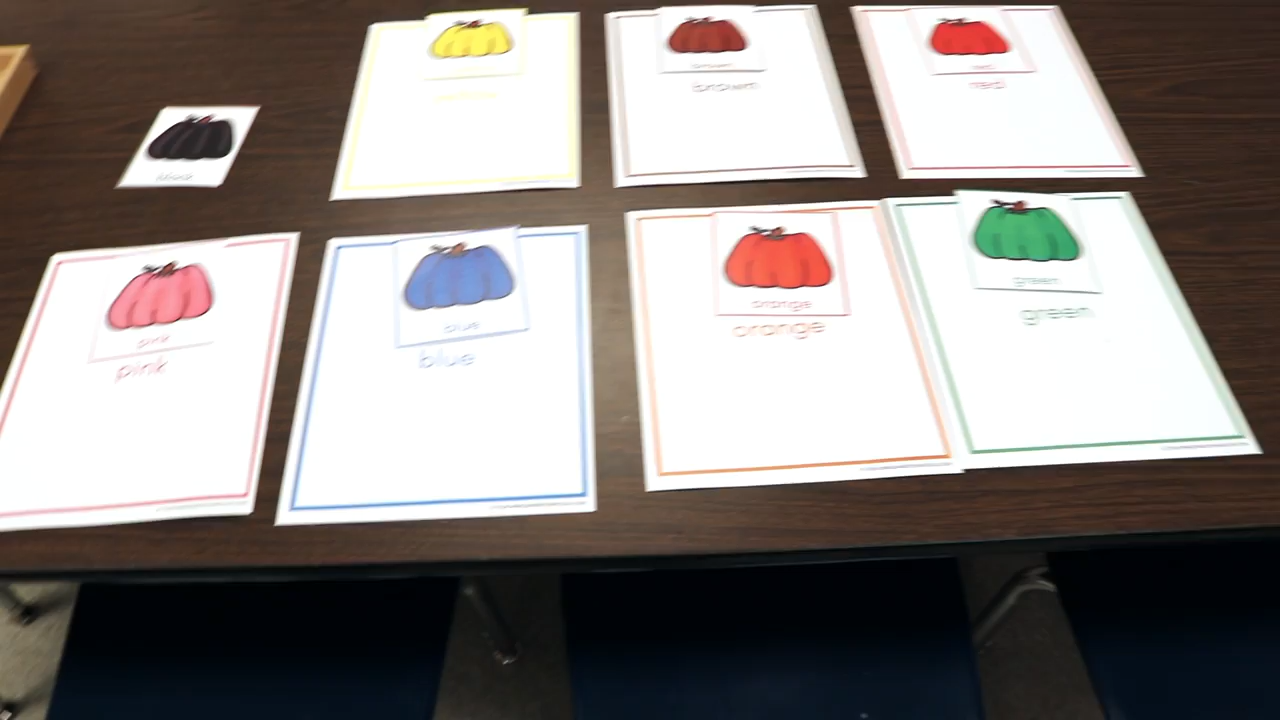 yellow
brown
brown
red
red
black
pink
pink
blue
blue
orange
orange
green
green